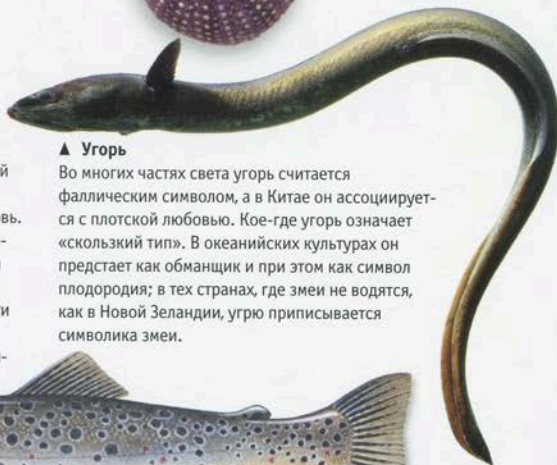 й
вь.
-
ти
-
▲ Угорь
Во многих частях света угорь считается
фаллическим символом, а в Китае он ассоциирует-
ся с плотской любовью. Кое-где угорь означает
«скользкий тип». В океанийских культурах он
предстает как обманщик и при этом как символ
плодородия; в тех странах, где змеи не водятся,
как в Новой Зеландии, угрю приписывается
символика змеи.